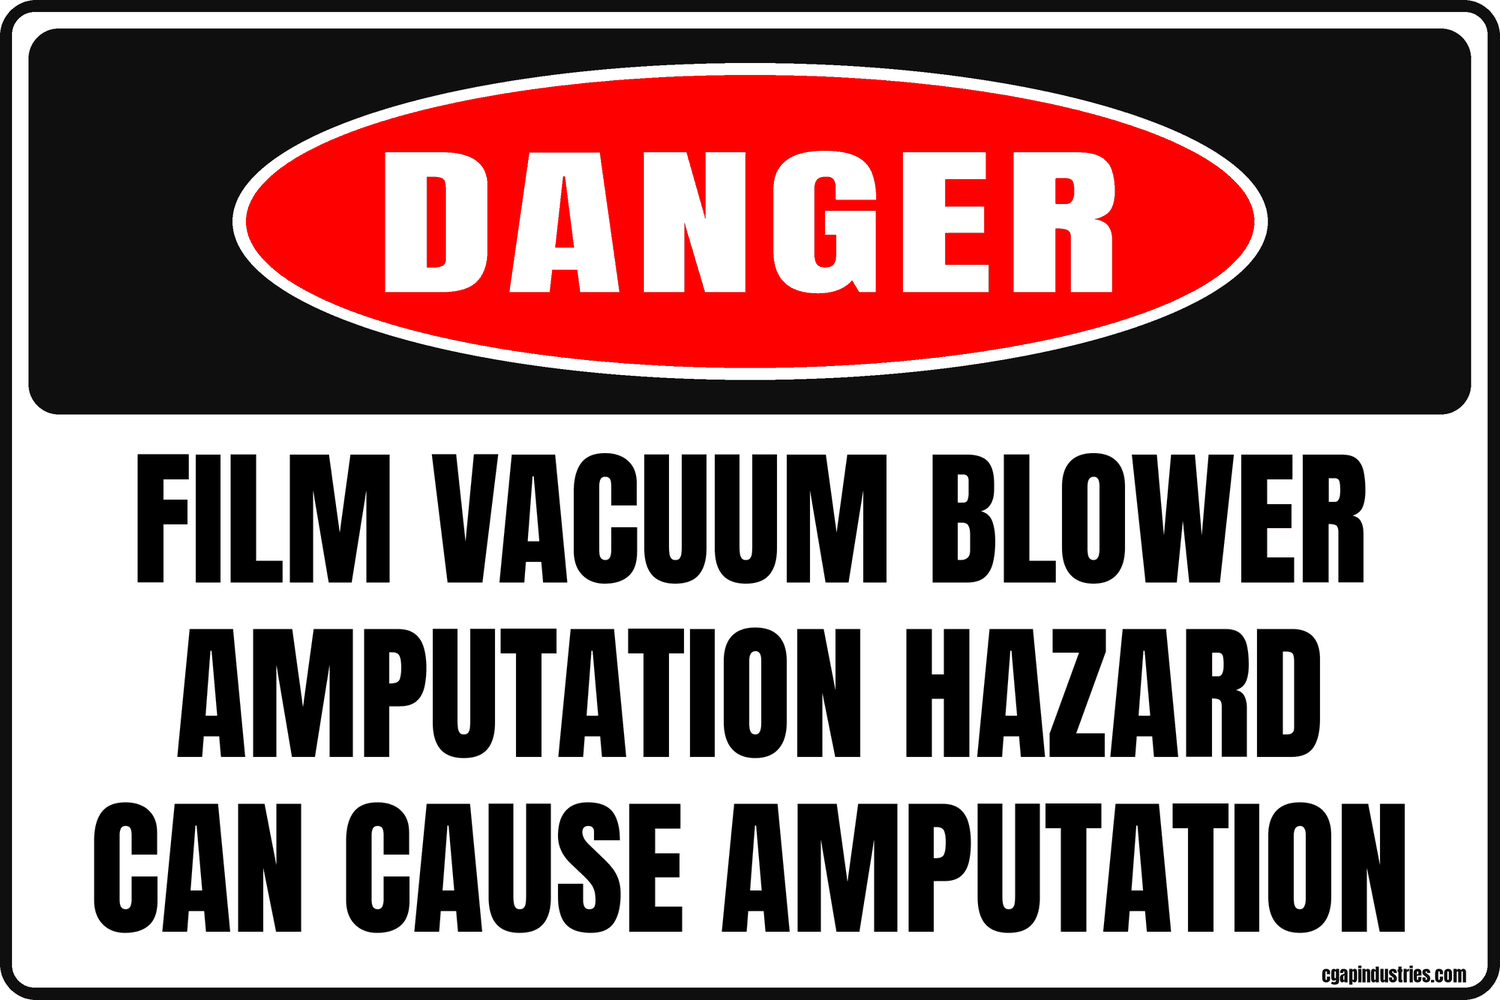 DANGER
FILM VACUUM BLOWER
AMPUTATION HAZARD
CAN CAUSE AMPUTATION
cgapindustries.com